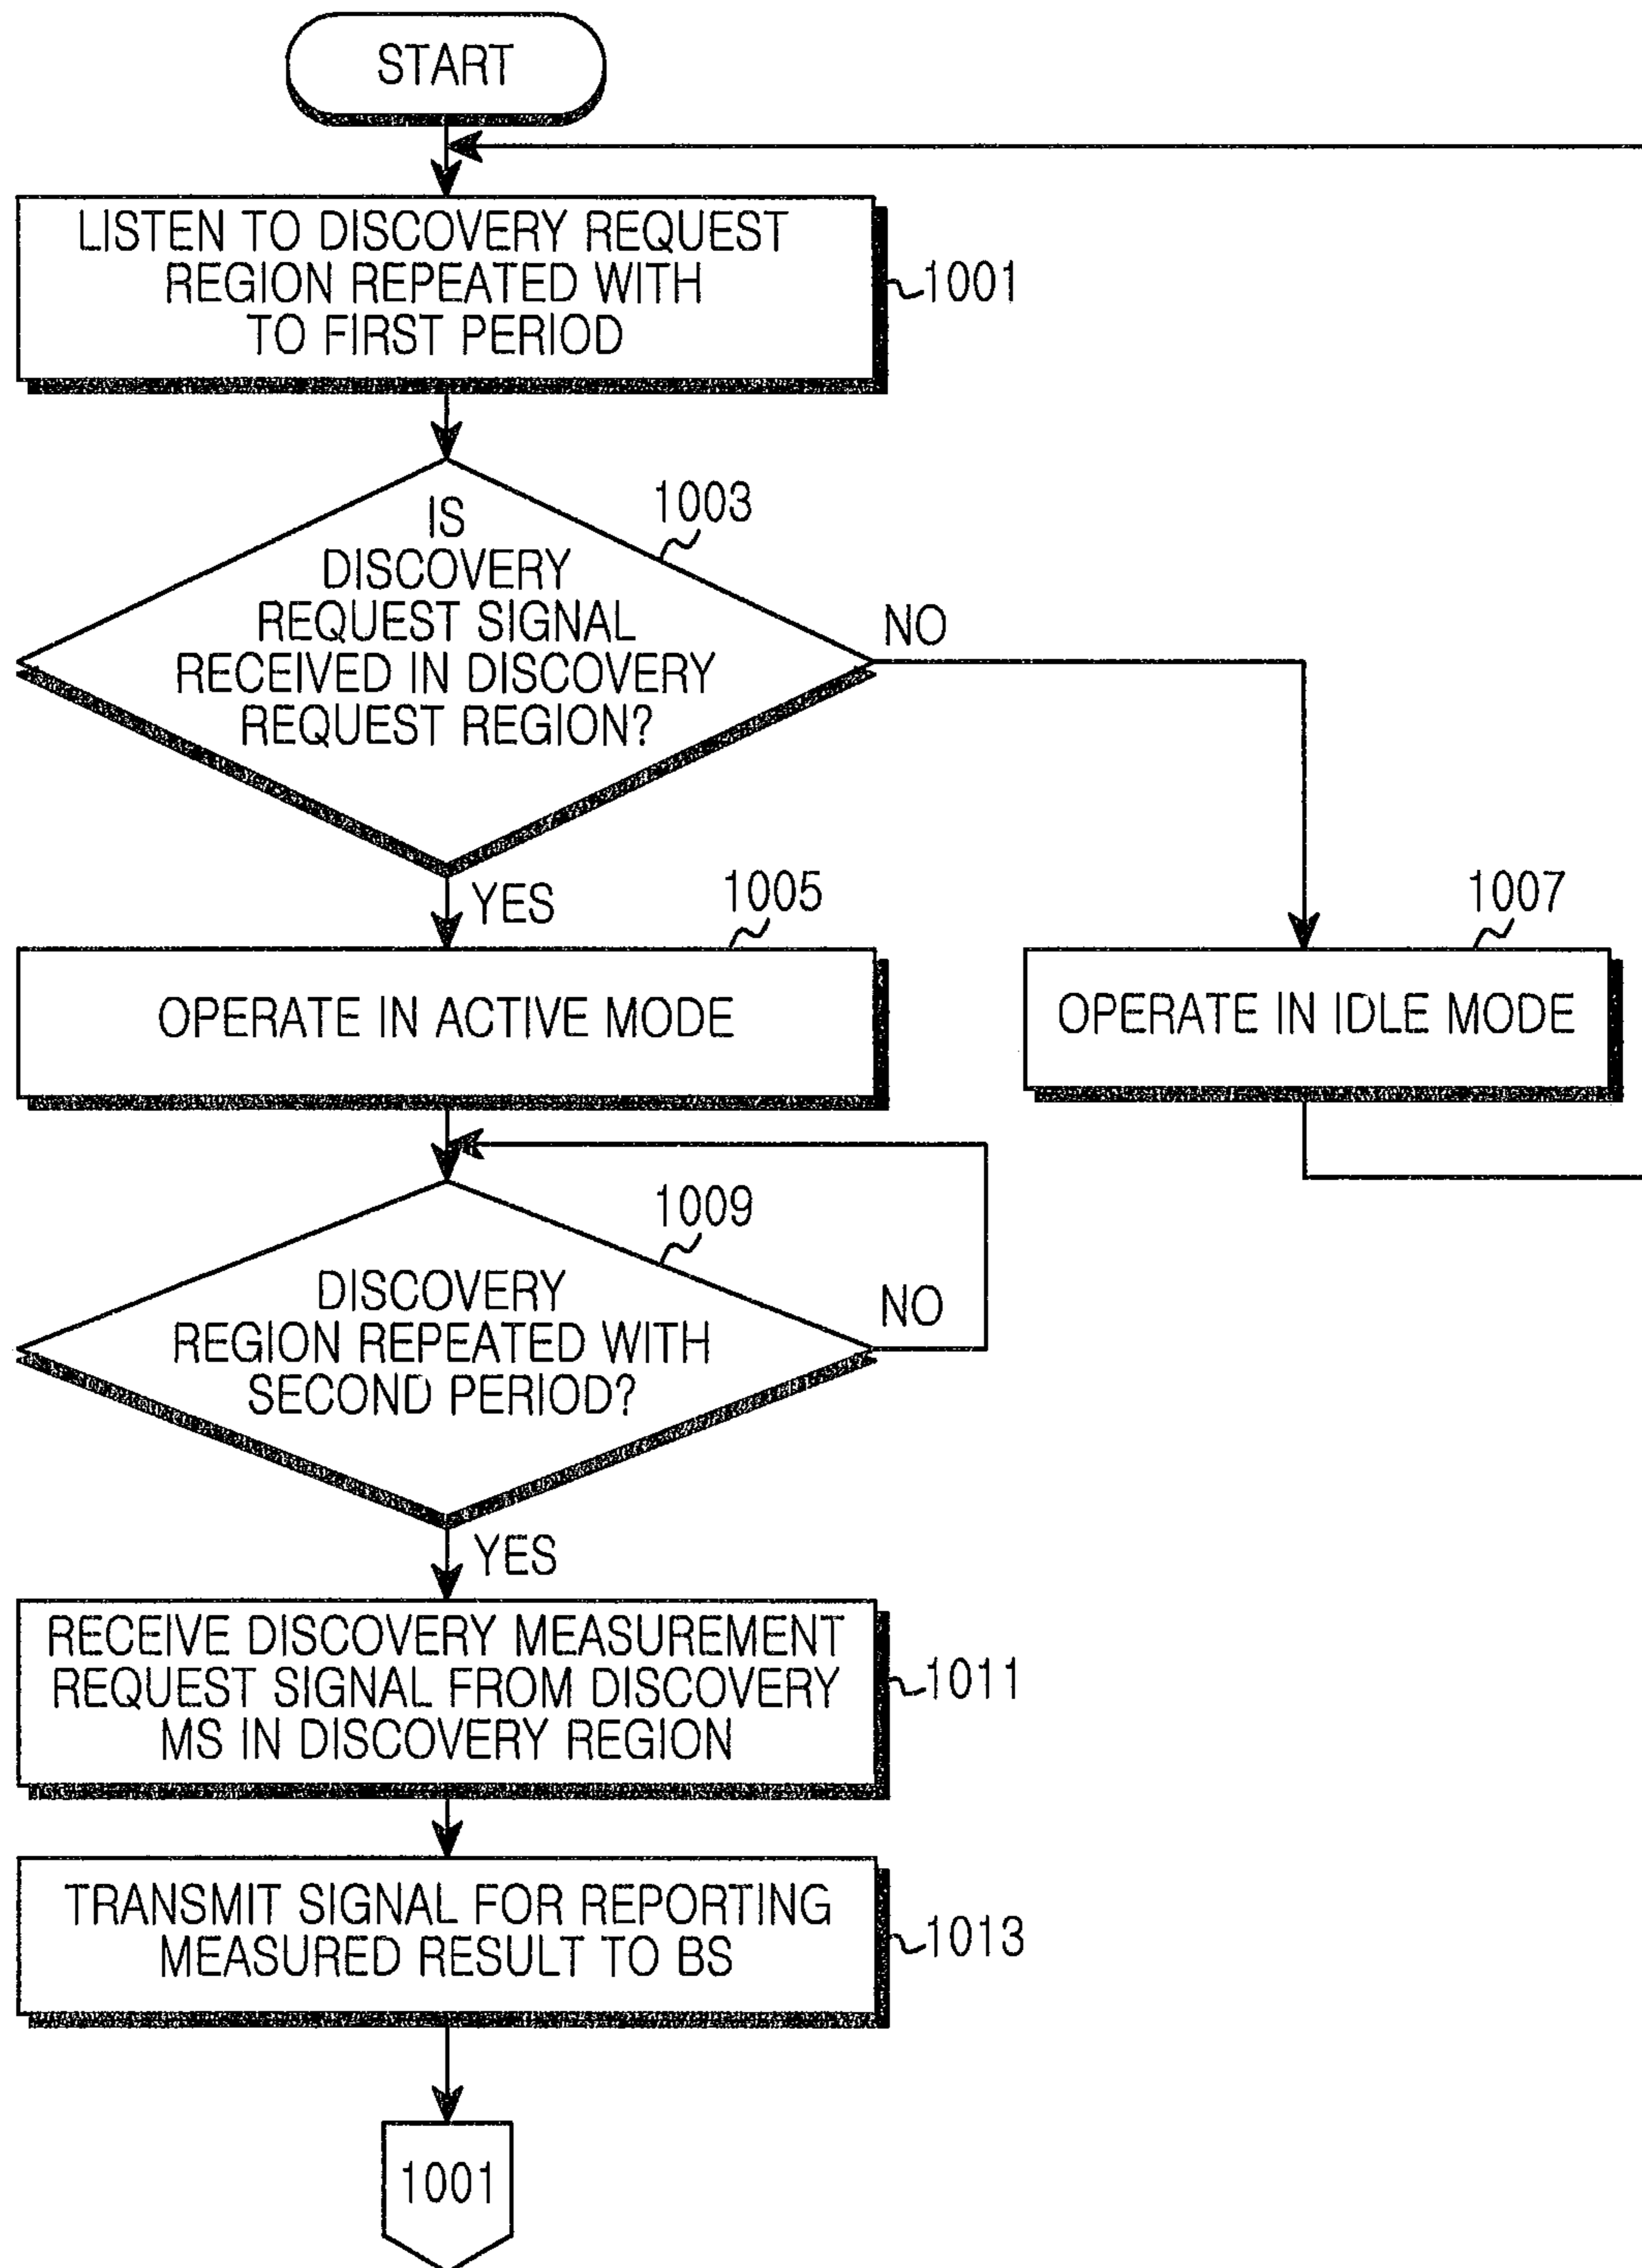 START
LISTEN TO DISCOVERY REQUEST
REGION REPEATED WITH
TO FIRST PERIOD
1001
IS
DISCOVERY
REQUEST SIGNAL
RECEIVED IN DISCOVERY
REQUEST REGION?
1003
NO
YES
1005
OPERATE IN ACTIVE MODE
1007
OPERATE IN IDLE MODE
1009
DISCOVERY
REGION REPEATED WITH
SECOND PERIOD?
NO
YES
RECEIVE DISCOVERY MEASUREMENT
REQUEST SIGNAL FROM DISCOVERY
MS IN DISCOVERY REGION
1011
TRANSMIT SIGNAL FOR REPORTING
MEASURED RESULT TO BS
1013
1001